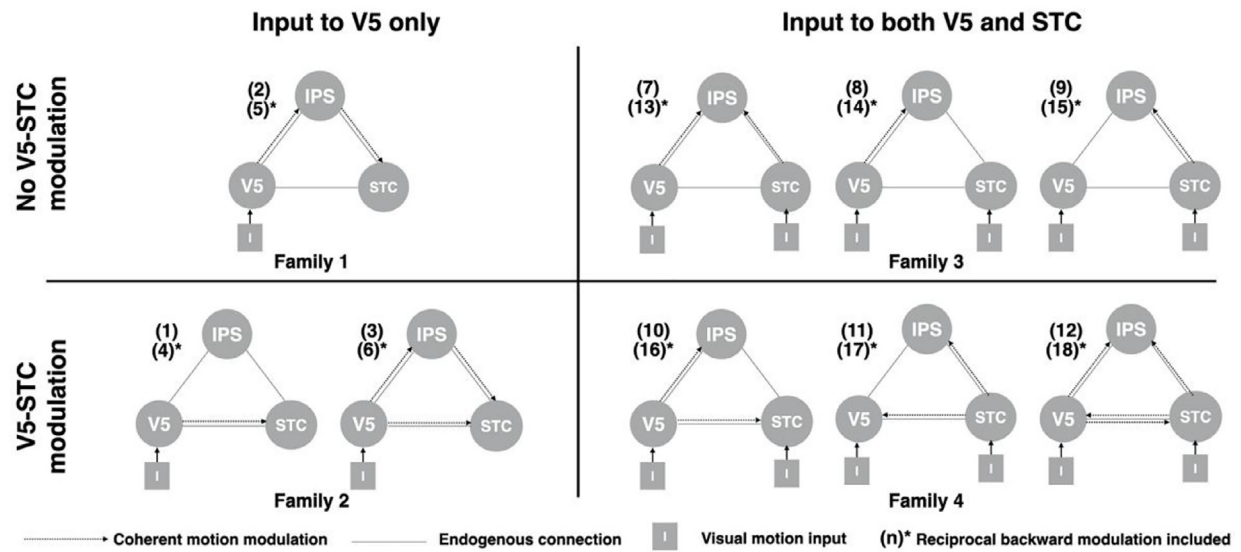 Input to V5 only
Input to both V5 and STC
No V5-STC
modulation
(2)
(5)*
IPS
V5
STC
I
Family 1
(7)
(13)*
IPS
V5
STC
I
I
(8)
(14)*
IPS
V5
STC
I
I
(9)
(15)*
IPS
V5
STC
I
I
Family 3
V5-STC
modulation
(1)
(4)*
IPS
V5
STC
I
(3)
(6)*
IPS
V5
STC
I
Family 2
(10)
(16)*
IPS
V5
STC
I
I
(11)
(17)*
IPS
V5
STC
I
I
(12)
(18)*
IPS
V5
STC
I
I
Family 4
Coherent motion modulation
Endogenous connection
I
Visual motion input
(n)* Reciprocal backward modulation included